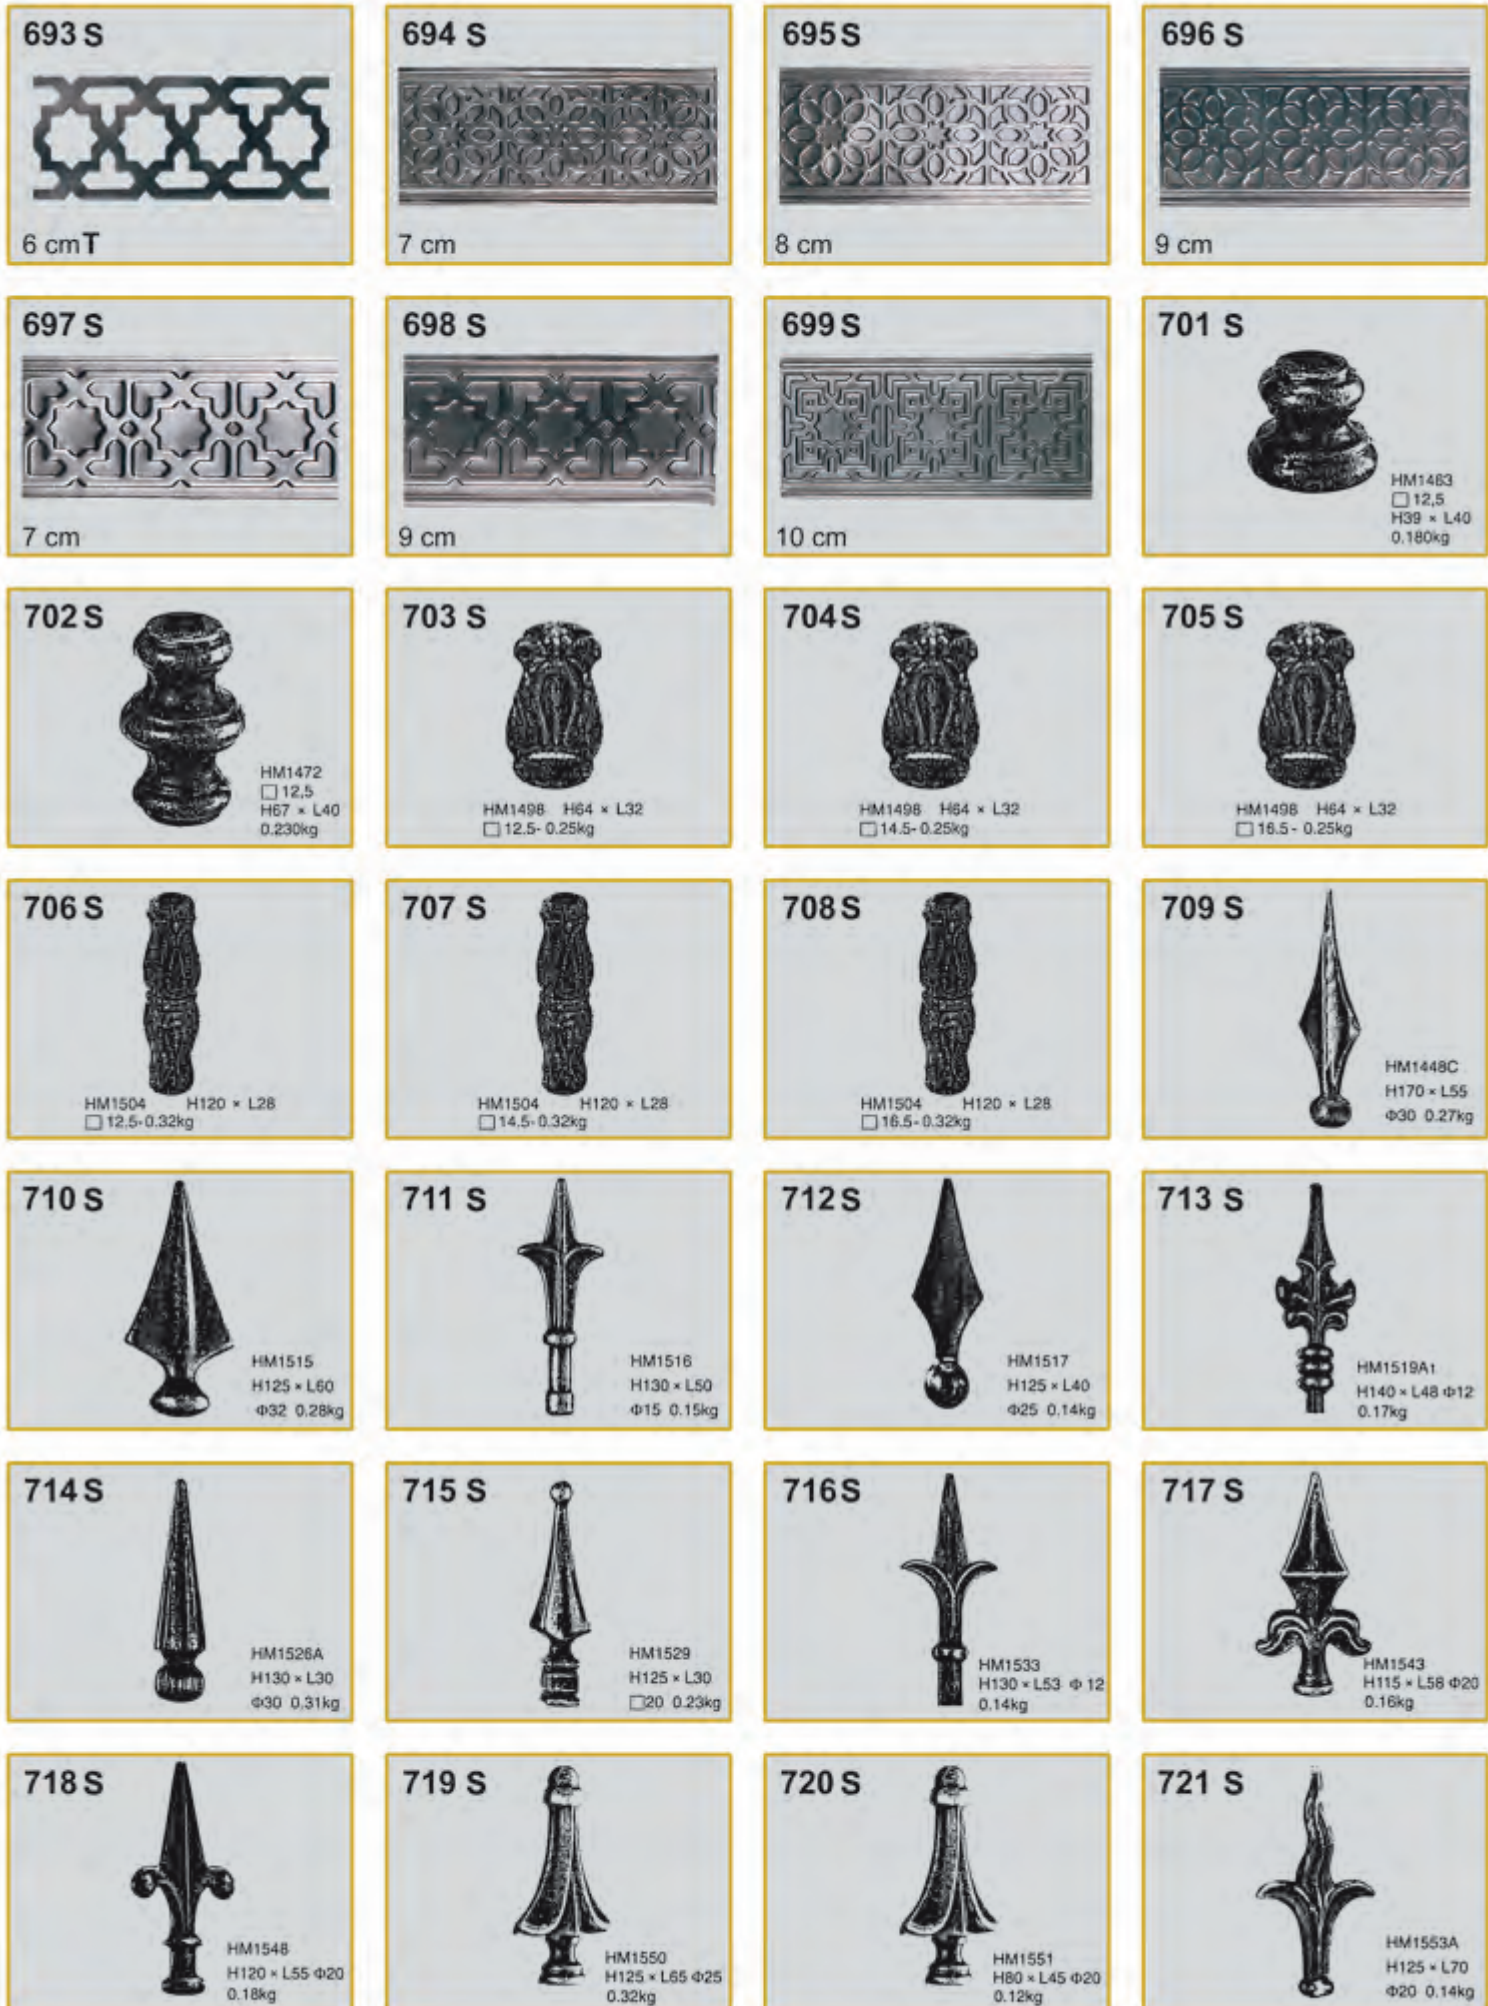 693 S
6 cm T
694 S
7 cm
695 S
8 cm
696 S
9 cm
697 S
7 cm
698 S
9 cm
699 S
10 cm
701 S
HM1463
□ 12,5
H39 × L40
0.180kg
702 S
HM1472
□ 12,5
H67 × L40
0.230kg
703 S
HM1498 H64 × L32
□ 12.5- 0.25kg
704 S
HM1498 H64 × L32
□ 14.5- 0.25kg
705 S
HM1498 H64 × L32
□ 16.5- 0.25kg
706 S
HM1504 H120 × L28
□ 12.5-0.32kg
707 S
HM1504 H120 × L28
□ 14.5-0.32kg
708 S
HM1504 H120 × L28
□ 16.5-0.32kg
709 S
HM1448C
H170 × L55
Φ30 0.27kg
710 S
HM1515
H125 × L60
Φ32 0.28kg
711 S
HM1516
H130 × L50
Φ15 0.15kg
712 S
HM1517
H125 × L40
Φ25 0.14kg
713 S
HM1519A1
H140 × L48 Φ12
0.17kg
714 S
HM1526A
H130 × L30
Φ30 0.31kg
715 S
HM1529
H125 × L30
□20 0.23kg
716 S
HM1533
H130 × L53 Φ 12
0.14kg
717 S
HM1543
H115 × L58 Φ20
0.16kg
718 S
HM1548
H120 × L55 Φ20
0.18kg
719 S
HM1550
H125 × L65 Φ25
0.32kg
720 S
HM1551
H80 × L45 Φ20
0.12kg
721 S
HM1553A
H125 × L70
Φ20 0.14kg